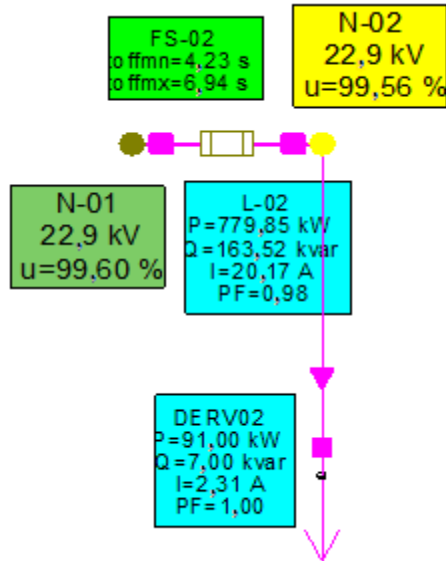 FS-02
to ffmn=4,23 s
to ffmx=6,94 s
N-02
22,9 kV
u=99,56 %
N-01
22,9 kV
u=99,60 %
L-02
P=779,85 kW
Q=163,52 kvar
I=20,17 A
PF=0,98
DERV02
P=91,00 kW
Q=7,00 kvar
I=2,31 A
PF=1,00